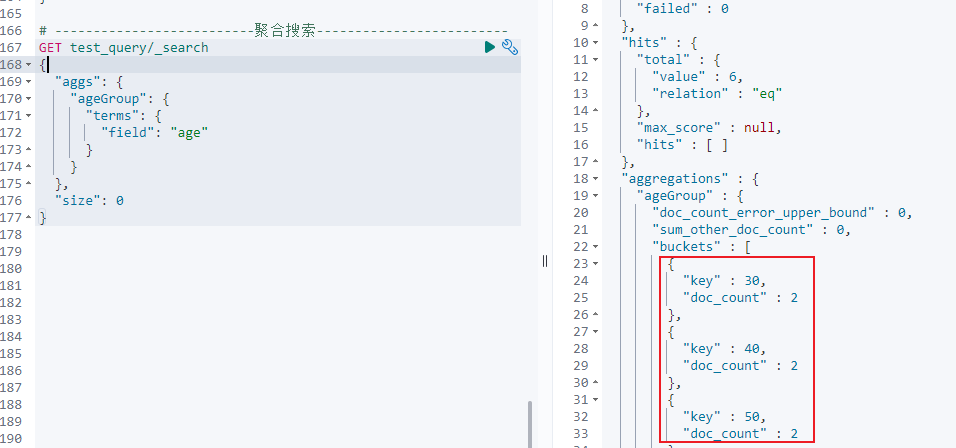 165
166 # -------------------------聚合搜索------------------------
167 GET test_query/_search
168 {
169 "aggs": {
170 "ageGroup": {
171 "terms": {
172 "field": "age"
173 }
174 }
175 },
176 "size": 0
177 }
178
179
180
181
182
183
184
185
186
187
188
189
190
8 "failed" : 0
9 },
10 "hits" : {
11 "total" : {
12 "value" : 6,
13 "relation" : "eq"
14 },
15 "max_score" : null,
16 "hits" : [ ]
17 },
18 "aggregations" : {
19 "ageGroup" : {
20 "doc_count_error_upper_bound" : 0,
21 "sum_other_doc_count" : 0,
22 "buckets" : [
23 {
24 "key" : 30,
25 "doc_count" : 2
26 },
27 {
28 "key" : 40,
29 "doc_count" : 2
30 },
31 {
32 "key" : 50,
33 "doc_count" : 2